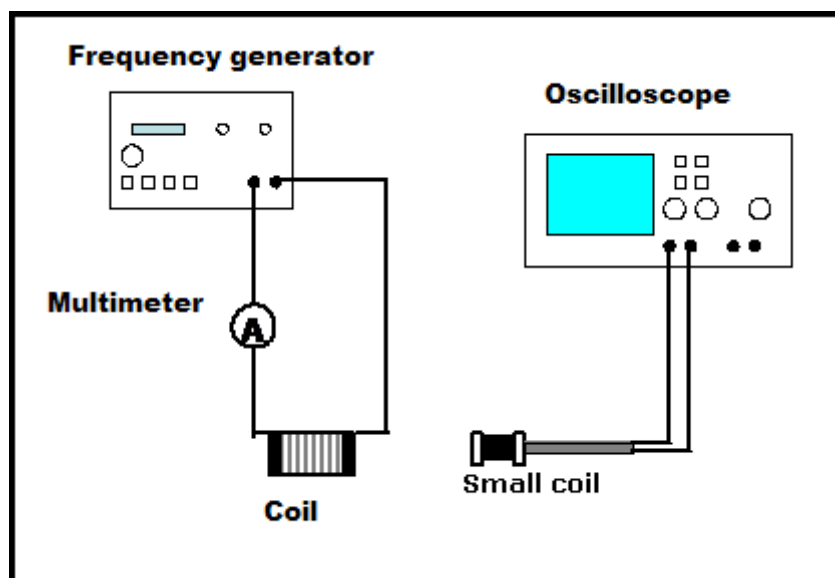 Frequency generator
Oscilloscope
Multimeter
A
Small coil
Coil